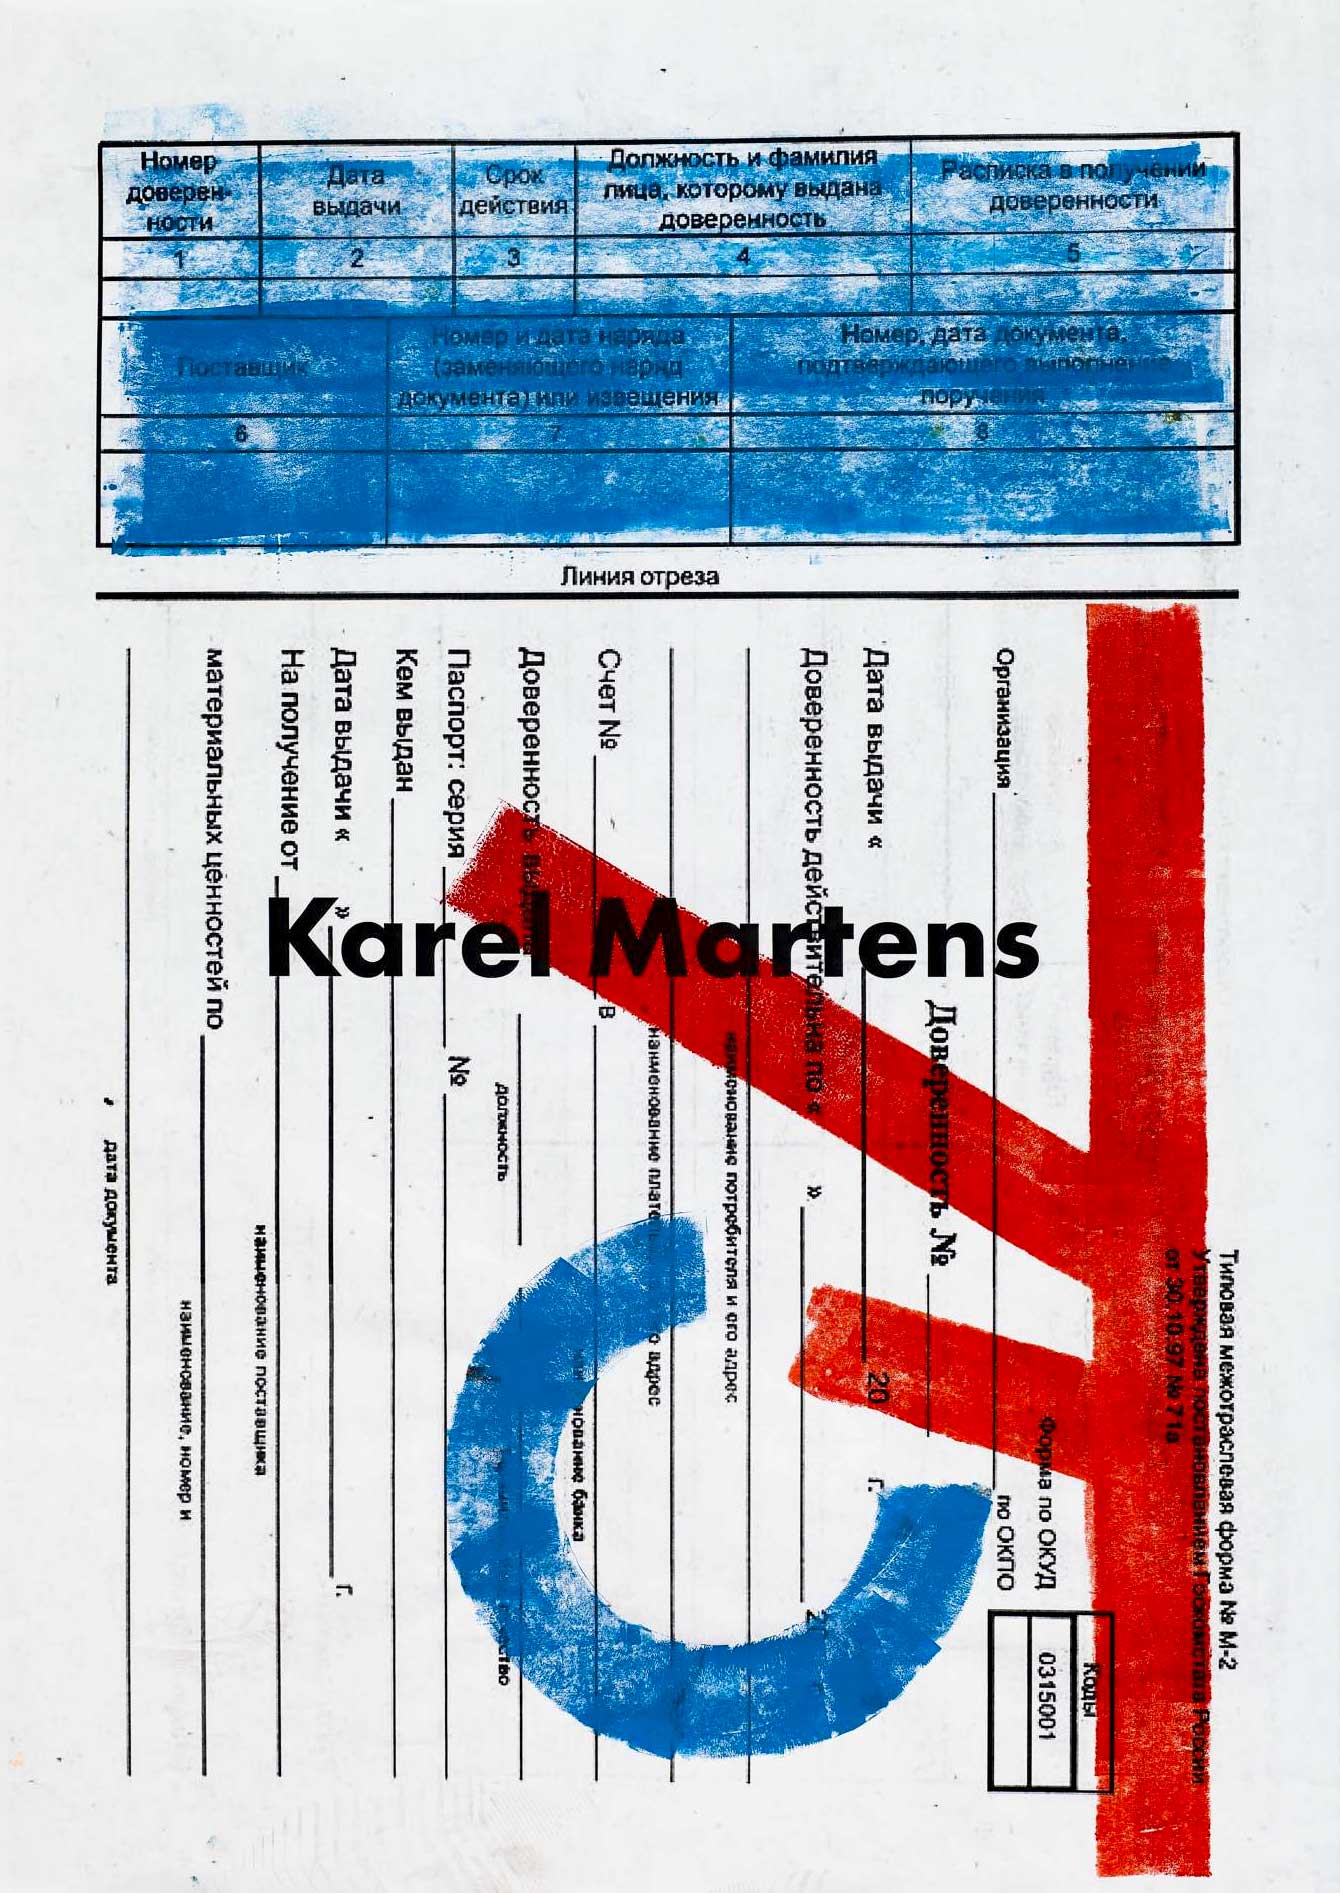 Номер
доверен-
ности
Дата
выдачи
Срок
действия
Должность и фамилия
лица, которому выдана
доверенность
Расписка в получении
доверенности
1
2
3
4
5
Поставщик
Номер и дата наряда
(заменяющего наряд
документа) или извещения
Номер, дата документа,
подтверждающего выполнение
поручения
6
7
8
Линия отреза
Karel Martens
Типовая межотраслевая форма № М-2
Утверждена постановлением Госкомстата России
от 30.10.97 № 71а
Коды
Форма по ОКУД
0315001
Организация
по ОКПО
Доверенность №
Дата выдачи «
20
г.
Доверенность действительна по «
»
наименование потребителя и его адрес
наименование адрес
Счет №
в
банка
Доверенность выдана
должность
Паспорт: серия
№
Кем выдан
Дата выдачи «
»
г.
На получение от
наименование поставщика
материальных ценностей по
наименование, номер и
дата документа